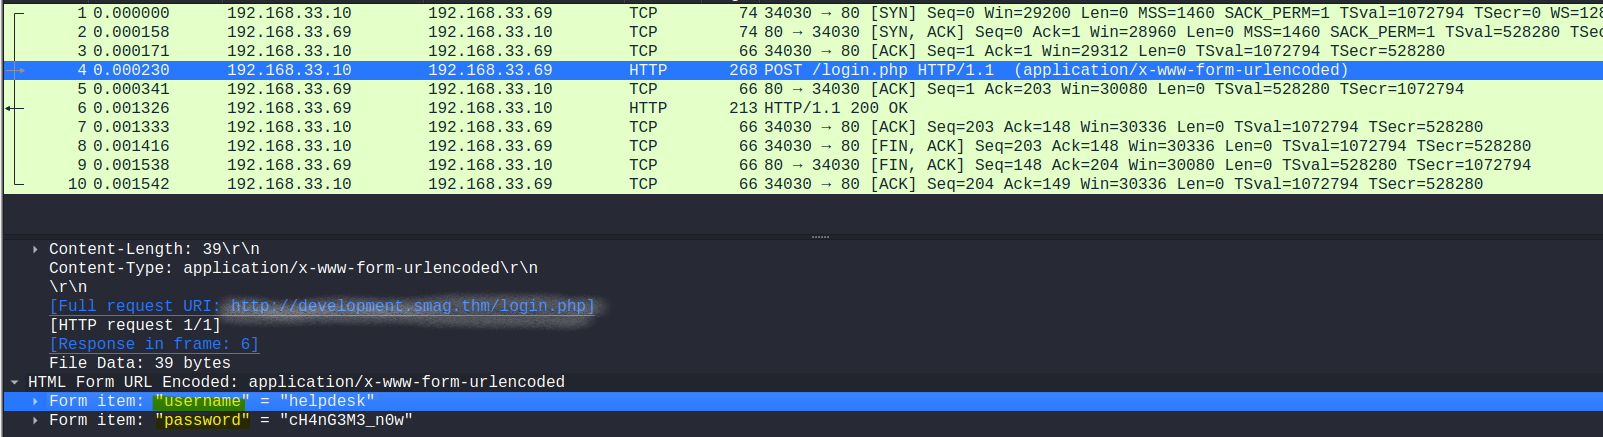 1 0.000000 192.168.33.10 192.168.33.69 TCP 74 34030 → 80 [SYN] Seq=0 Win=29200 Len=0 MSS=1460 SACK_PERM=1 TSval=1072794 TSecr=0 WS=128
2 0.000158 192.168.33.69 192.168.33.10 TCP 74 80 → 34030 [SYN, ACK] Seq=0 Ack=1 Win=28960 Len=0 MSS=1460 SACK_PERM=1 TSval=528280 TSec
3 0.000171 192.168.33.10 192.168.33.69 TCP 66 34030 → 80 [ACK] Seq=1 Ack=1 Win=29312 Len=0 TSval=1072794 TSecr=528280
4 0.000230 192.168.33.10 192.168.33.69 HTTP 268 POST /login.php HTTP/1.1 (application/x-www-form-urlencoded)
5 0.000341 192.168.33.69 192.168.33.10 TCP 66 80 → 34030 [ACK] Seq=1 Ack=203 Win=30080 Len=0 TSval=528280 TSecr=1072794
6 0.001326 192.168.33.69 192.168.33.10 HTTP 213 HTTP/1.1 200 OK
7 0.001333 192.168.33.10 192.168.33.69 TCP 66 34030 → 80 [ACK] Seq=203 Ack=148 Win=30336 Len=0 TSval=1072794 TSecr=528280
8 0.001416 192.168.33.10 192.168.33.69 TCP 66 34030 → 80 [FIN, ACK] Seq=203 Ack=148 Win=30336 Len=0 TSval=1072794 TSecr=528280
9 0.001538 192.168.33.69 192.168.33.10 TCP 66 80 → 34030 [FIN, ACK] Seq=148 Ack=204 Win=30080 Len=0 TSval=528280 TSecr=1072794
10 0.001542 192.168.33.10 192.168.33.69 TCP 66 34030 → 80 [ACK] Seq=204 Ack=149 Win=30336 Len=0 TSval=1072794 TSecr=528280
Content-Length: 39\r\n
Content-Type: application/x-www-form-urlencoded\r\n
\r\n
[Full request URI: http://development.smag.thm/login.php]
[HTTP request 1/1]
[Response in frame: 6]
File Data: 39 bytes
HTML Form URL Encoded: application/x-www-form-urlencoded
Form item: "username" = "helpdesk"
Form item: "password" = "cH4nG3M3_n0w"